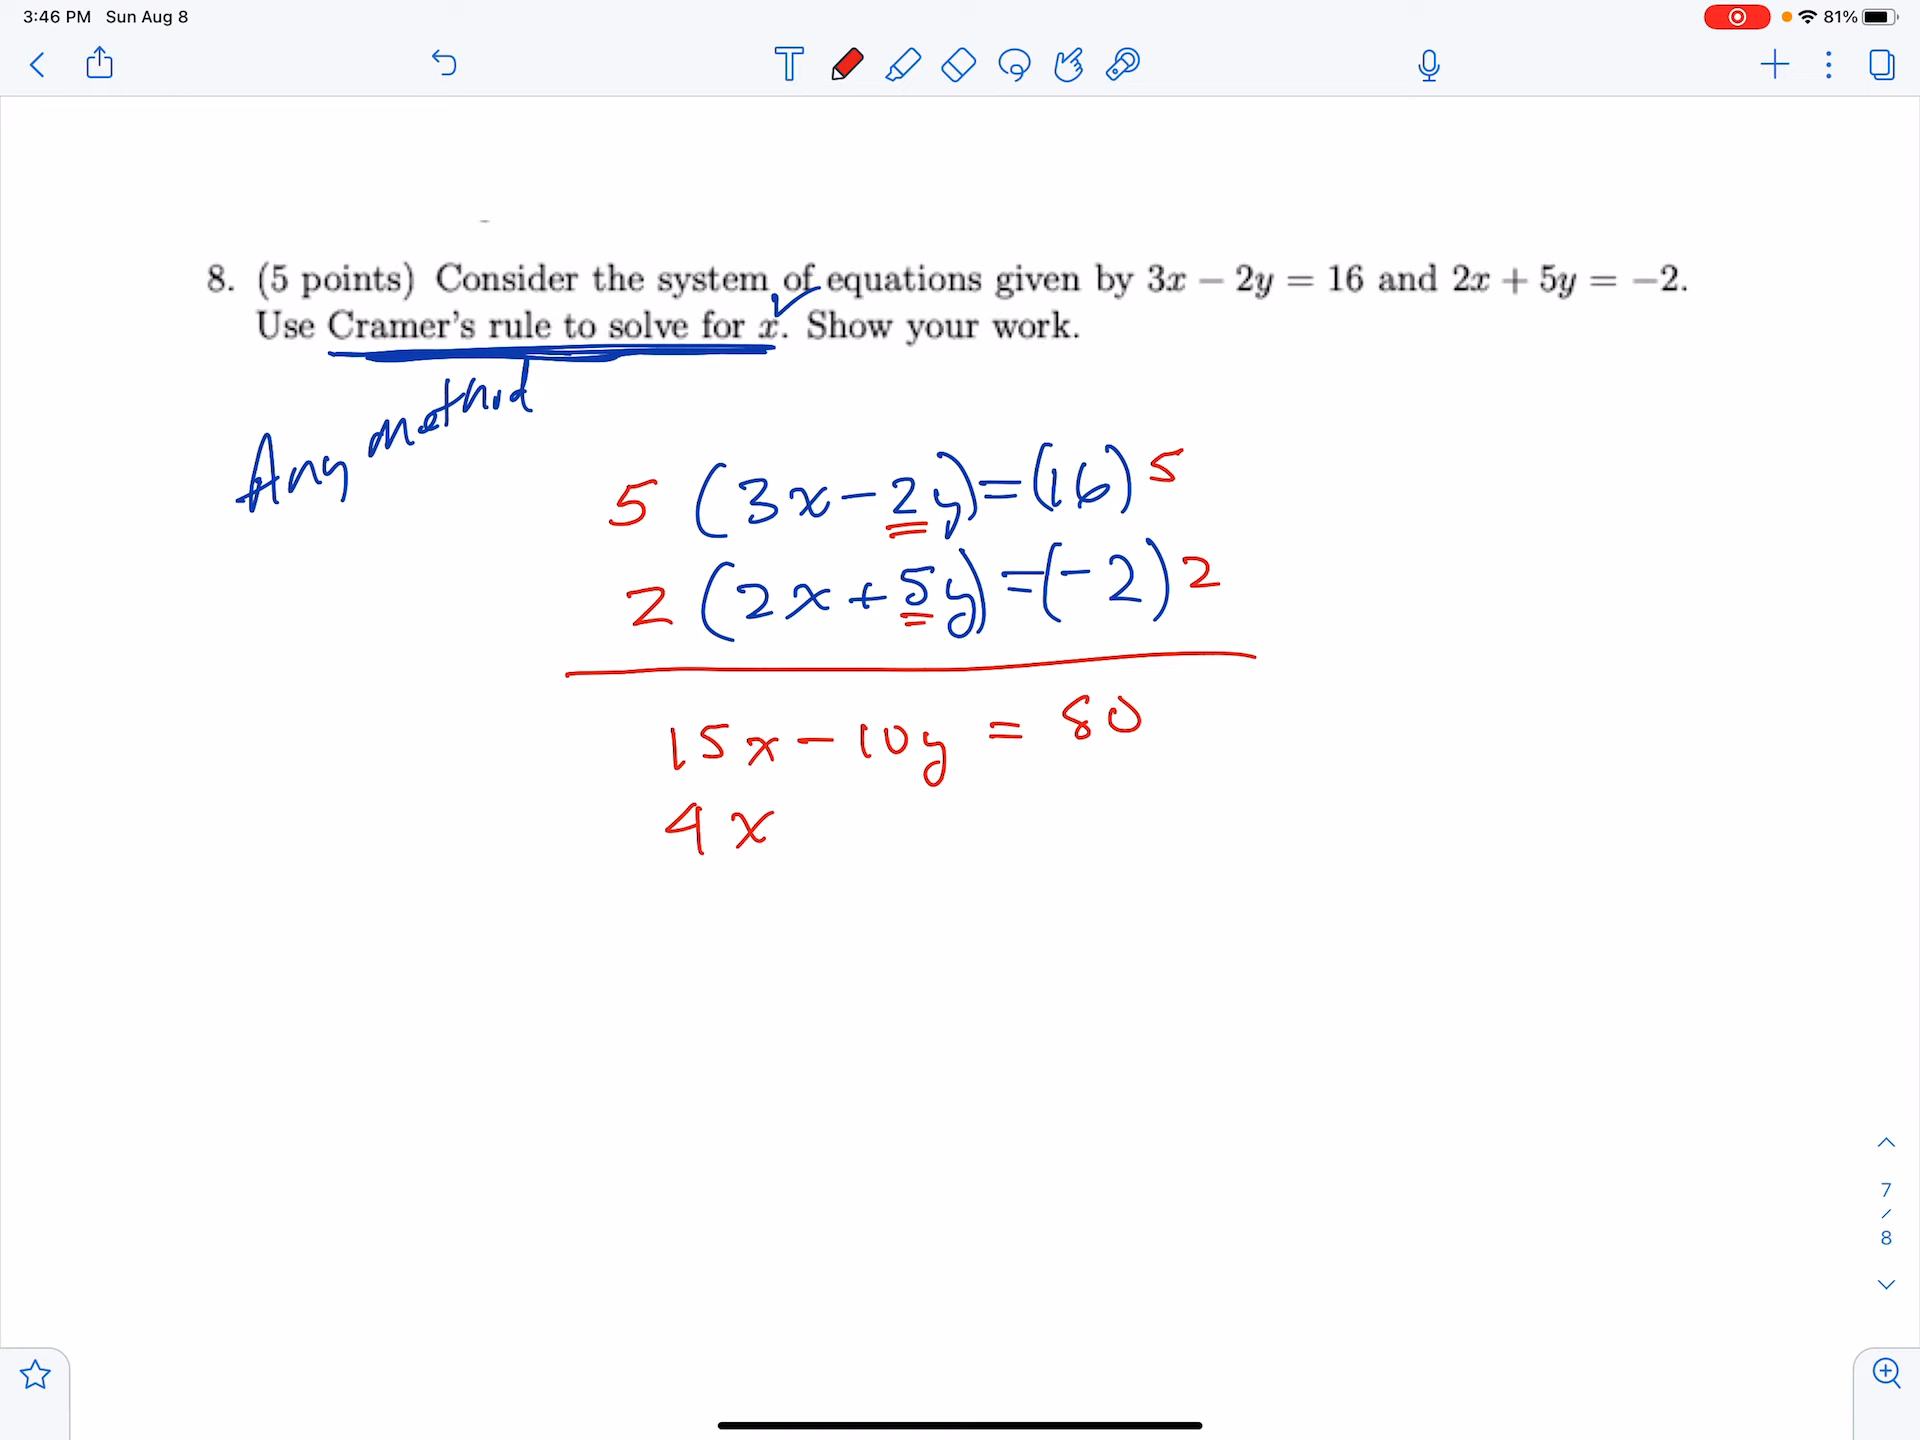 3:46 PM Sun Aug 8
81%
8. (5 points) Consider the system of equations given by 3x − 2y = 16 and 2x + 5y = −2.
Use Cramer's rule to solve for x. Show your work.
Any method
5 (3x − 2y) = (16) 5
2 (2x + 5y) = (−2) 2
15x − 10y = 80
4x
7
/
8